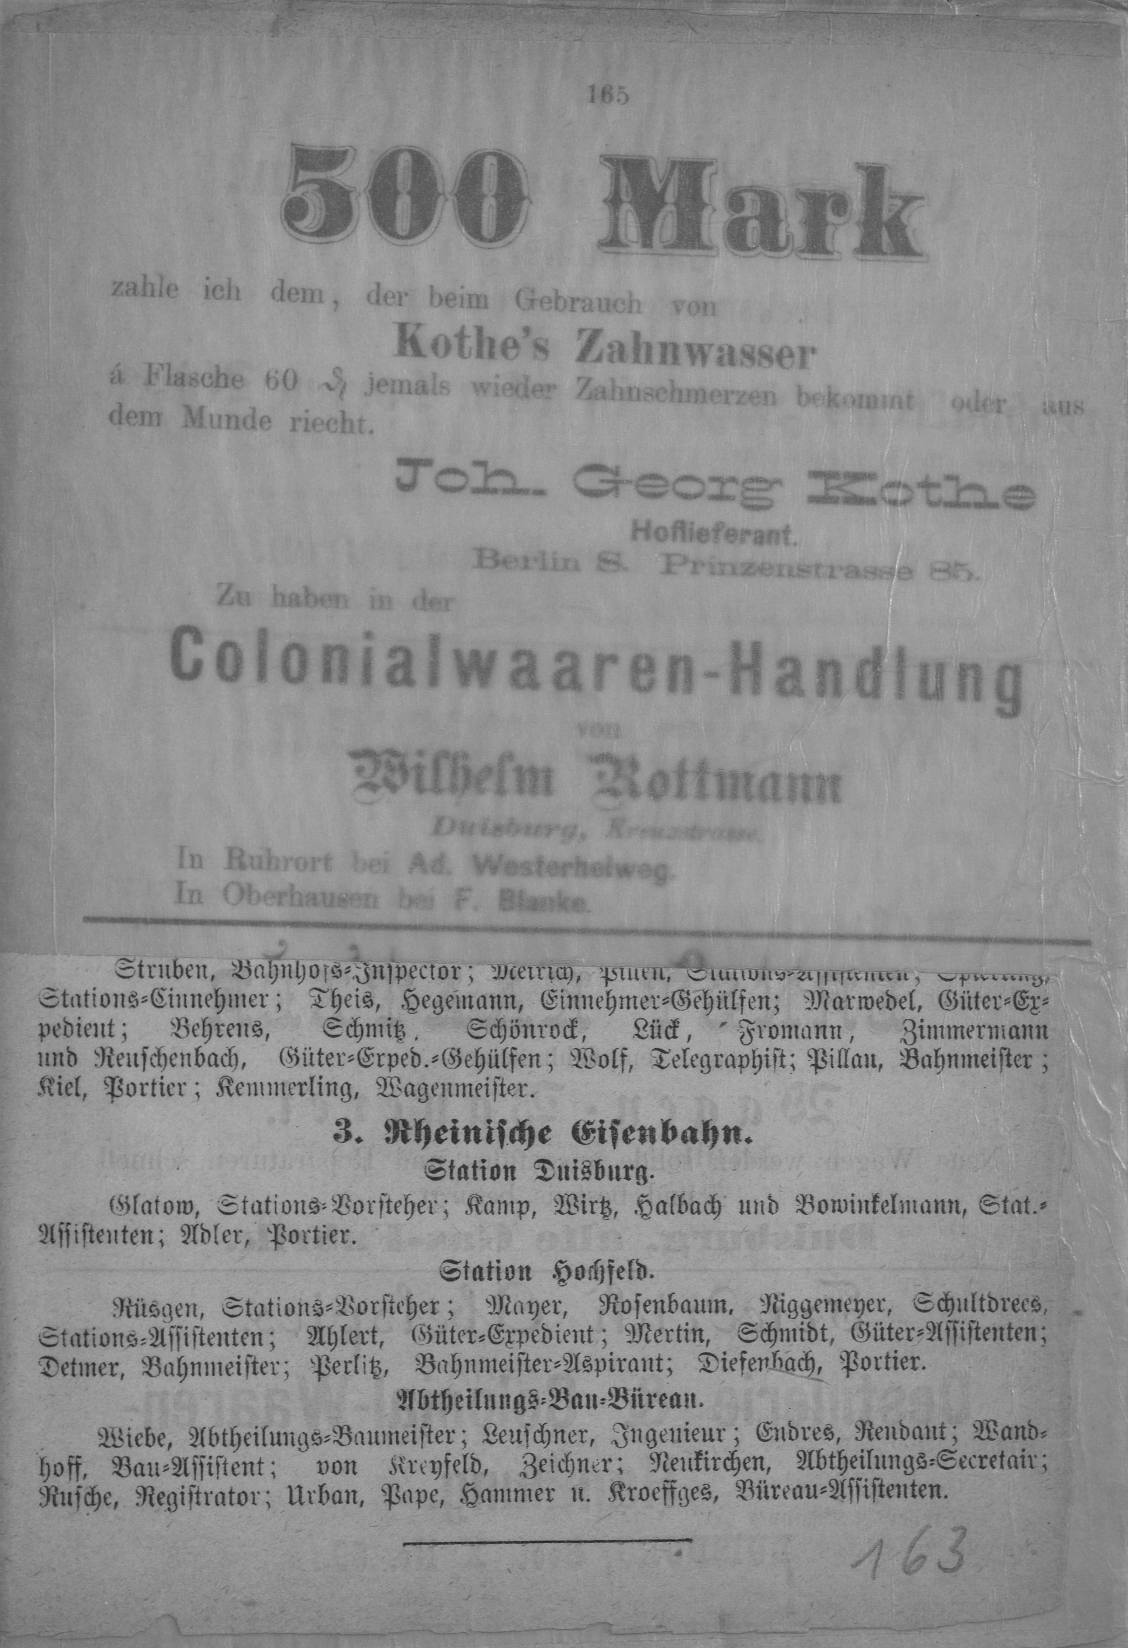 165
500 Mark
zahle ich dem, der beim Gebrauch von
Kothe's Zahnwasser
á Flasche 60 ₰ jemals wieder Zahnschmerzen bekommt oder aus
dem Munde riecht.
Joh. Georg Kothe
Hoflieferant.
Berlin S. Prinzenstrasse 85.
Zu haben in der
Colonialwaaren-Handlung
von
Wilhelm Rottmann
Duisburg, Kreuzstrasse.
In Ruhrort bei Ad. Westerhelweg.
In Oberhausen bei F. Blanke.
Struben, Bahnhofs-Inspector;
Stations-Einnehmer; Theis, Hegemann, Einnehmer-Gehülfen; Marwedel, Güter-Ex-
pedient; Behrens, Schmitz, Schönrock, Lück, Fromann, Zimmermann
und Reuschenbach, Güter-Exped.-Gehülfen; Wolf, Telegraphist; Pillau, Bahnmeister;
Kiel, Portier; Kemmerling, Wagenmeister.
3. Rheinische Eisenbahn.
Station Duisburg.
Glatow, Stations-Vorsteher; Kamp, Wirtz, Halbach und Bowinkelmann, Stat.-
Assistenten; Adler, Portier.
Station Hochfeld.
Rüsgen, Stations-Vorsteher; Mayer, Rosenbaum, Niggemeyer, Schultdrees,
Stations-Assistenten; Ahlert, Güter-Expedient; Mertin, Schmidt, Güter-Assistenten;
Detmer, Bahnmeister; Perlitz, Bahnmeister-Aspirant; Diefenbach, Portier.
Abtheilungs-Bau-Büreau.
Wiebe, Abtheilungs-Baumeister; Leuschner, Ingenieur; Endres, Rendant; Wand-
hoff, Bau-Assistent; von Kreyfeld, Zeichner; Neukirchen, Abtheilungs-Secretair;
Rusche, Registrator; Urban, Pape, Hammer u. Kroeffges, Büreau-Assistenten.
163